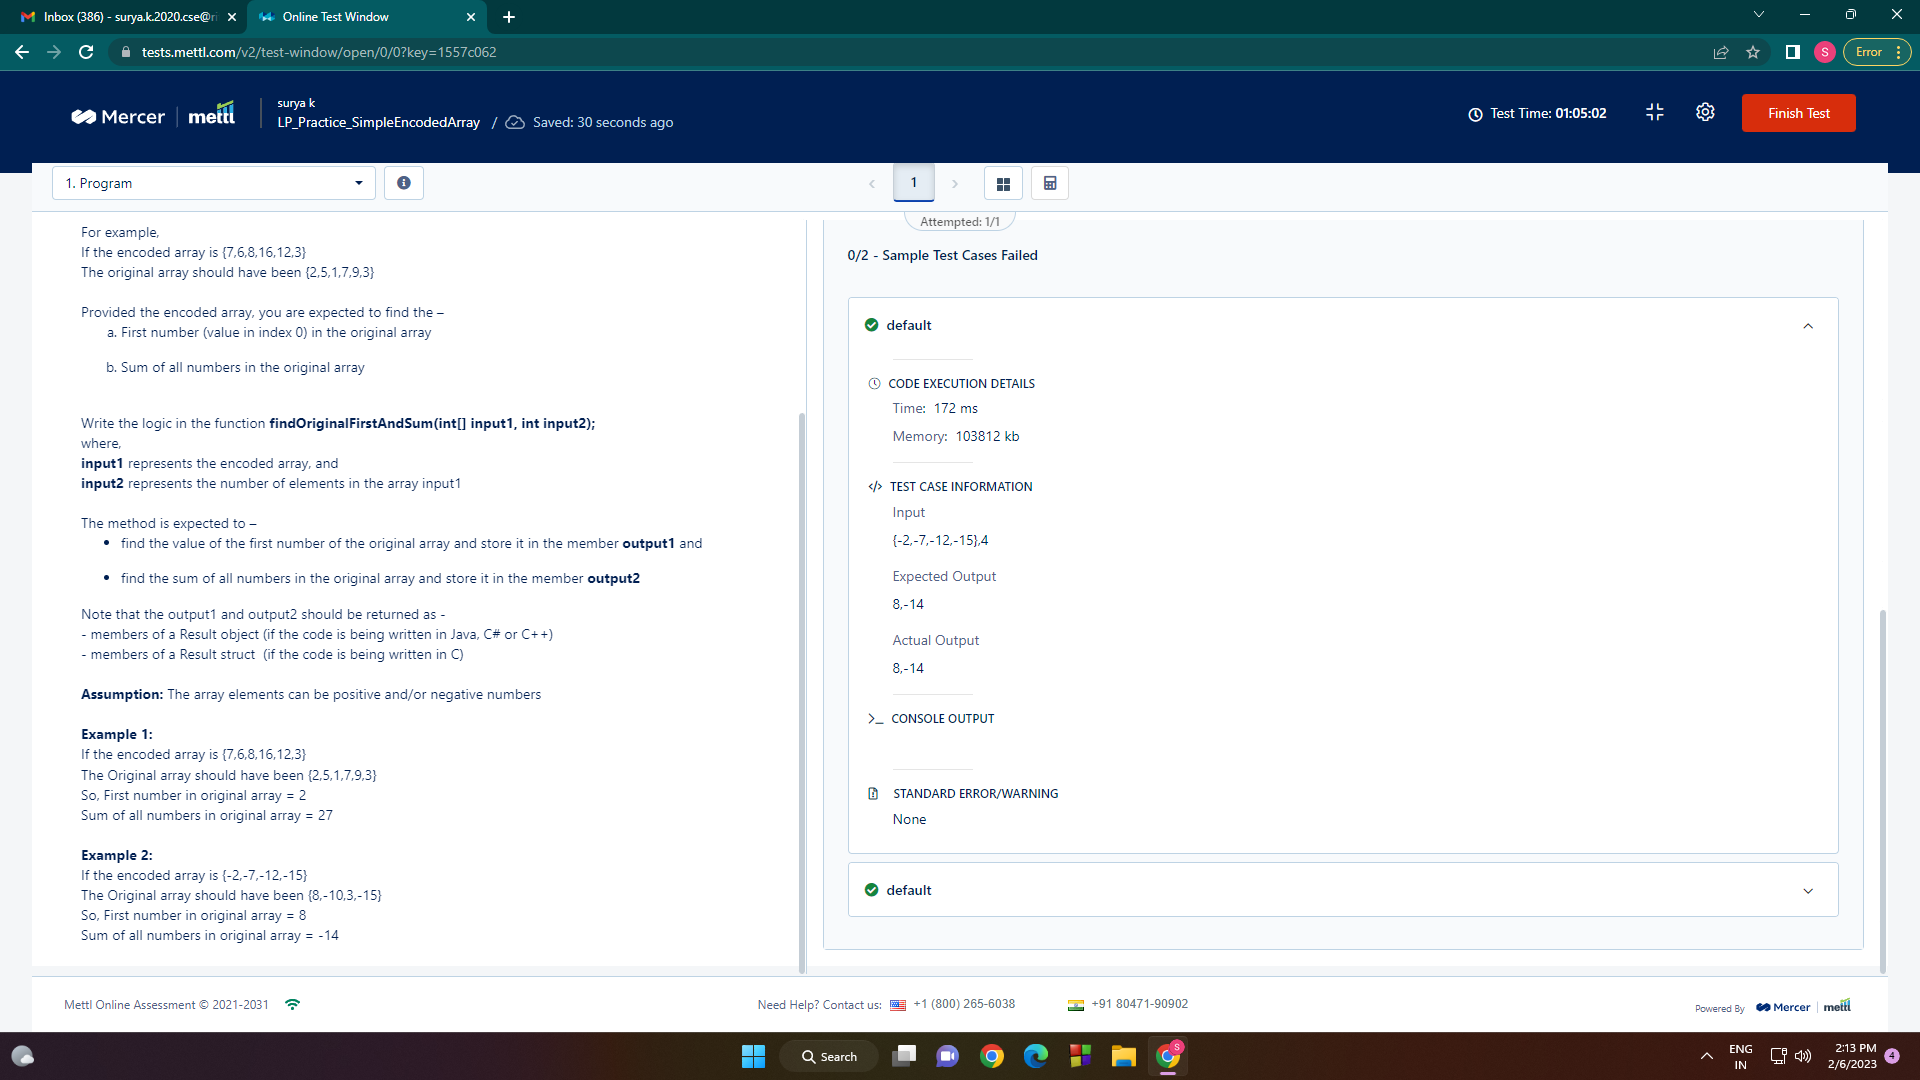 Inbox (386) - surya.k.2020.cse@ri
Online Test Window
tests.mettl.com/v2/test-window/open/0/0?key=1557c062
S
Error
Mercer
mettl
surya k
LP_Practice_SimpleEncodedArray / Saved: 30 seconds ago
Test Time: 01:05:02
Finish Test
1. Program
1
Attempted: 1/1
For example,
If the encoded array is {7,6,8,16,12,3}
The original array should have been {2,5,1,7,9,3}
Provided the encoded array, you are expected to find the –
a. First number (value in index 0) in the original array
b. Sum of all numbers in the original array
Write the logic in the function findOriginalFirstAndSum(int[] input1, int input2);
where,
input1 represents the encoded array, and
input2 represents the number of elements in the array input1
The method is expected to –
• find the value of the first number of the original array and store it in the member output1 and
• find the sum of all numbers in the original array and store it in the member output2
Note that the output1 and output2 should be returned as -
- members of a Result object (if the code is being written in Java, C# or C++)
- members of a Result struct (if the code is being written in C)
Assumption: The array elements can be positive and/or negative numbers
Example 1:
If the encoded array is {7,6,8,16,12,3}
The Original array should have been {2,5,1,7,9,3}
So, First number in original array = 2
Sum of all numbers in original array = 27
Example 2:
If the encoded array is {-2,-7,-12,-15}
The Original array should have been {8,-10,3,-15}
So, First number in original array = 8
Sum of all numbers in original array = -14
0/2 - Sample Test Cases Failed
default
CODE EXECUTION DETAILS
Time: 172 ms
Memory: 103812 kb
</> TEST CASE INFORMATION
Input
{-2,-7,-12,-15},4
Expected Output
8,-14
Actual Output
8,-14
>_ CONSOLE OUTPUT
STANDARD ERROR/WARNING
None
default
Mettl Online Assessment © 2021-2031
Need Help? Contact us: +1 (800) 265-6038
+91 80471-90902
Powered By Mercer mettl
Search
S
ENG
IN
2:13 PM
2/6/2023
4